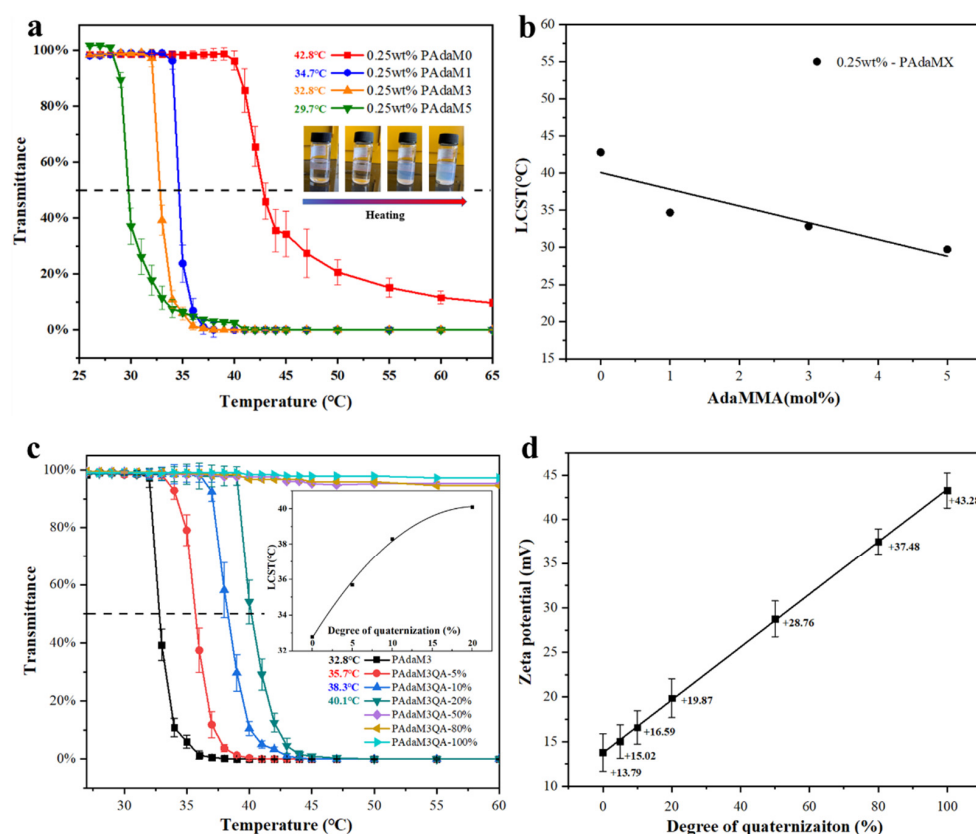 a
100%
80%
60%
40%
20%
0%
Transmittance
42.8℃ 0.25wt% PAdaM0
34.7℃ 0.25wt% PAdaM1
32.8℃ 0.25wt% PAdaM3
29.7℃ 0.25wt% PAdaM5
Heating
25 30 35 40 45 50 55 60 65
Temperature (℃)
b
60
55
50
45
40
35
30
25
20
15
LCST(℃)
0.25wt% - PAdaMX
0 1 2 3 4 5
AdaMMA(mol%)
c
100%
80%
60%
40%
20%
0%
Transmittance
40
38
36
34
32
LCST(℃)
0 5 10 15 20
Degree of quaternization (%)
32.8℃ PAdaM3
35.7℃ PAdaM3QA-5%
38.3℃ PAdaM3QA-10%
40.1℃ PAdaM3QA-20%
PAdaM3QA-50%
PAdaM3QA-80%
PAdaM3QA-100%
30 35 40 45 50 55 60
Temperature (℃)
d
45
40
35
30
25
20
15
10
Zeta potential (mV)
+43.28
+37.48
+28.76
+19.87
+16.59
+15.02
+13.79
0 20 40 60 80 100
Degree of quaternizaiton (%)